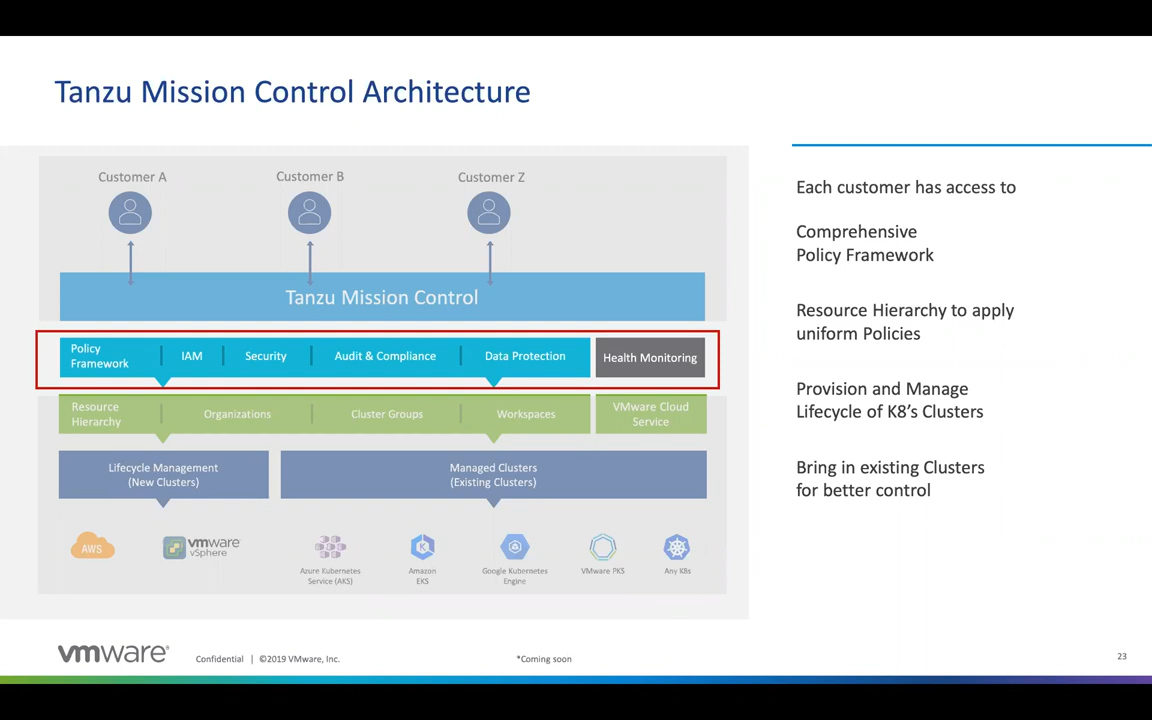 Tanzu Mission Control Architecture
Customer A
Customer B
Customer Z
Tanzu Mission Control
Policy
Framework
IAM
Security
Audit & Compliance
Data Protection
Health Monitoring
Resource
Hierarchy
Organizations
Cluster Groups
Workspaces
VMware Cloud
Service
Lifecycle Management
(New Clusters)
Managed Clusters
(Existing Clusters)
AWS
vmware
vSphere
Azure Kubernetes
Service (AKS)
Amazon
EKS
Google Kubernetes
Engine
VMware PKS
Any K8s
Each customer has access to
Comprehensive
Policy Framework
Resource Hierarchy to apply
uniform Policies
Provision and Manage
Lifecycle of K8’s Clusters
Bring in existing Clusters
for better control
vmware®
Confidential | ©2019 VMware, Inc.
*Coming soon
23